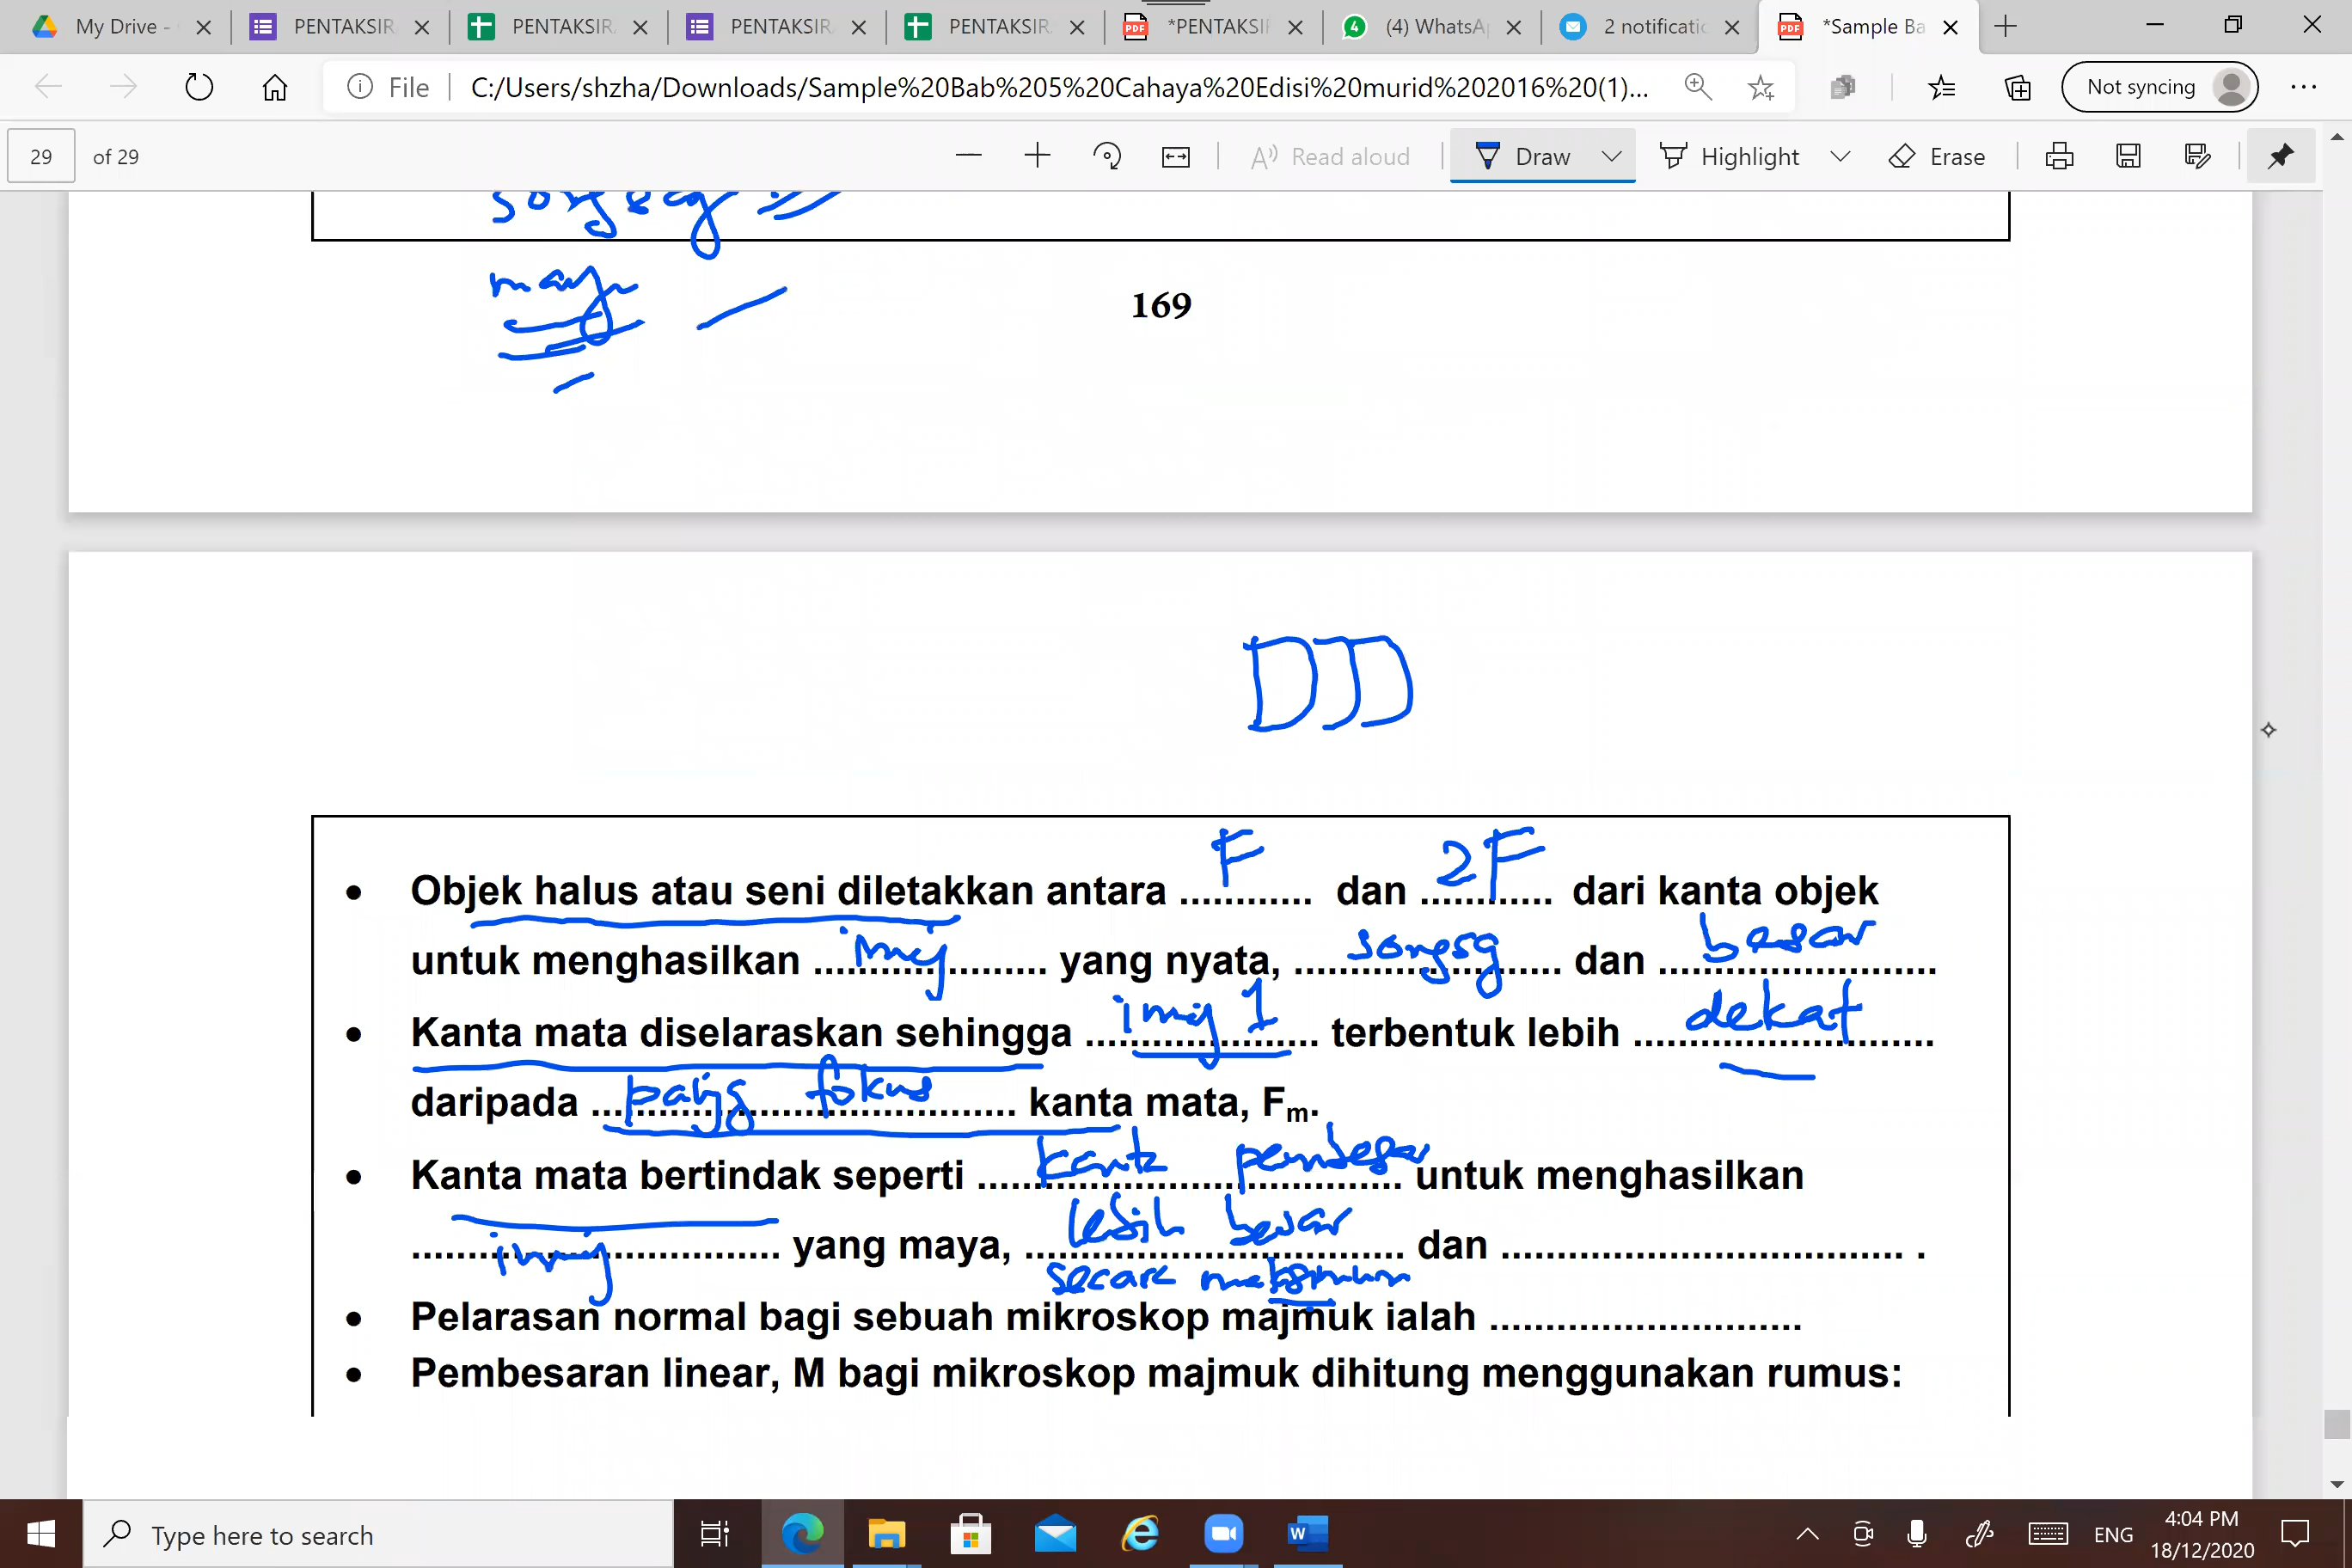 My Drive -
PENTAKSIR
PENTAKSIR
PENTAKSIR
PENTAKSIR
*PENTAKSI
(4) WhatsA
2 notificatio
*Sample Ba
File
C:/Users/shzha/Downloads/Sample%20Bab%205%20Cahaya%20Edisi%20murid%202016%20(1)...
Not syncing
29 of 29
Read aloud
Draw
Highlight
Erase
169
DDD
Objek halus atau seni diletakkan antara ............ F dan ............ 2F dari kanta objek
untuk menghasilkan ..................... imej yang nyata, ........................ songsg dan ......................... besar
Kanta mata diselaraskan sehingga ..................... imej 1 terbentuk lebih ........................... dekat
daripada ...................................... panjg fokus kanta mata, Fm.
Kanta mata bertindak seperti ...................................... kanta pembesar untuk menghasilkan
................................. imej yang maya, .................................. lebih besar dan .................................... .
secara maksimum
Pelarasan normal bagi sebuah mikroskop majmuk ialah ............................
Pembesaran linear, M bagi mikroskop majmuk dihitung menggunakan rumus:
Type here to search
ENG
4:04 PM
18/12/2020